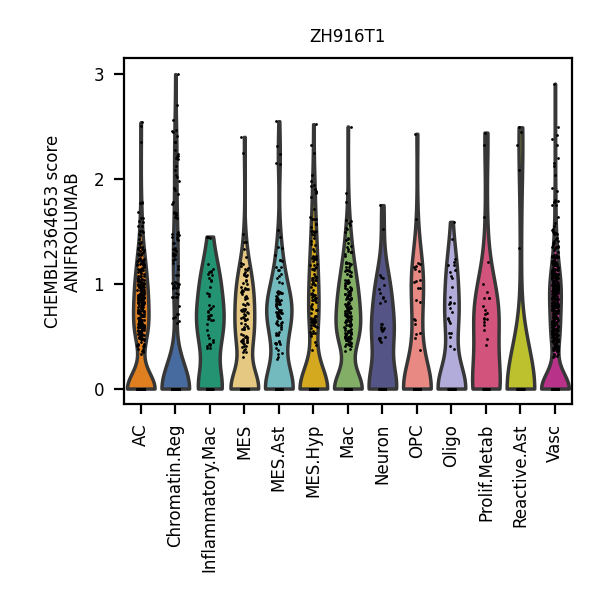 ZH916T1
CHEMBL2364653 score
ANIFROLUMAB
3
2
1
0
AC
Chromatin.Reg
Inflammatory.Mac
MES
MES.Ast
MES.Hyp
Mac
Neuron
OPC
Oligo
Prolif.Metab
Reactive.Ast
Vasc